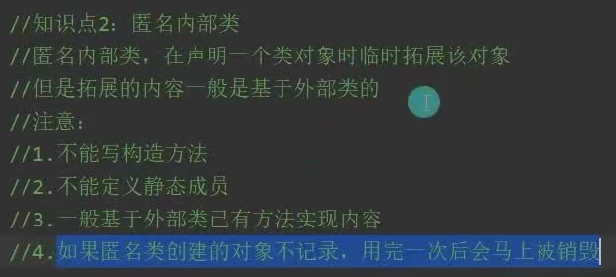 //知识点2：匿名内部类
//匿名内部类，在声明一个类对象时临时拓展该对象
//但是拓展的内容一般是基于外部类的
//注意：
//1.不能写构造方法
//2.不能定义静态成员
//3.一般基于外部类已有方法实现内容
//4.如果匿名类创建的对象不记录，用完一次后会马上被销毁